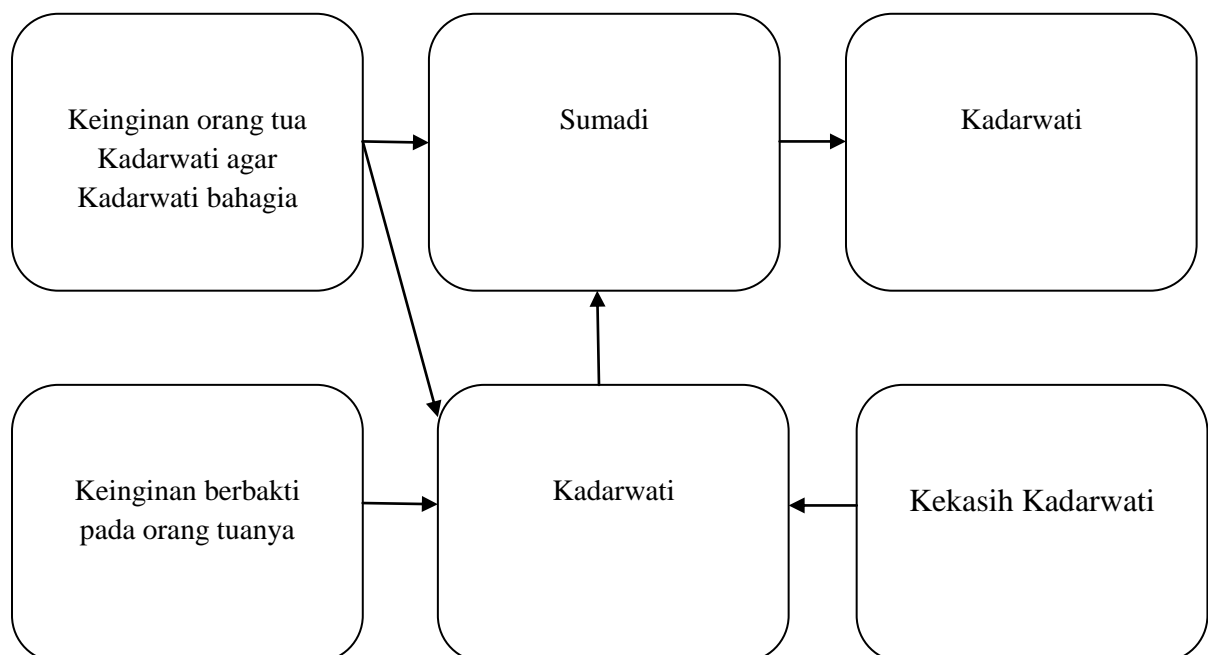 Keinginan orang tua
Kadarwati agar
Kadarwati bahagia
Sumadi
Kadarwati
Keinginan berbakti
pada orang tuanya
Kadarwati
Kekasih Kadarwati